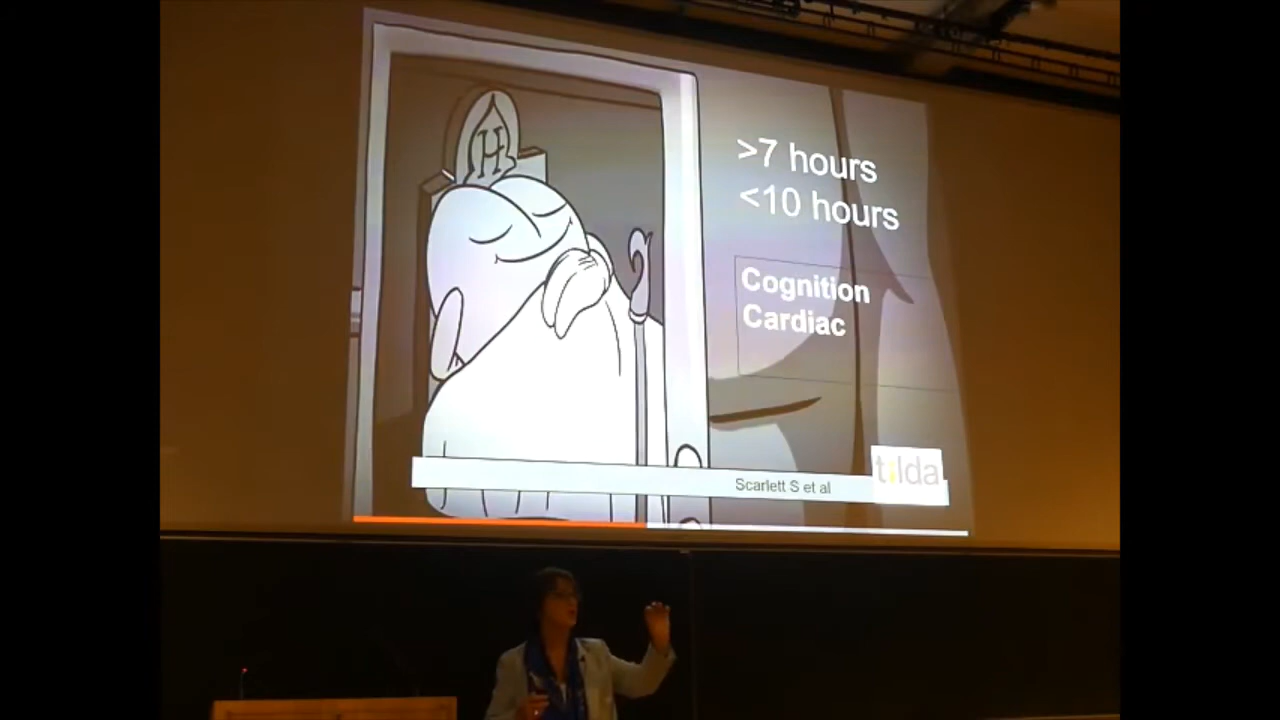 H
>7 hours
<10 hours
Cognition
Cardiac
tilda
Scarlett S et al